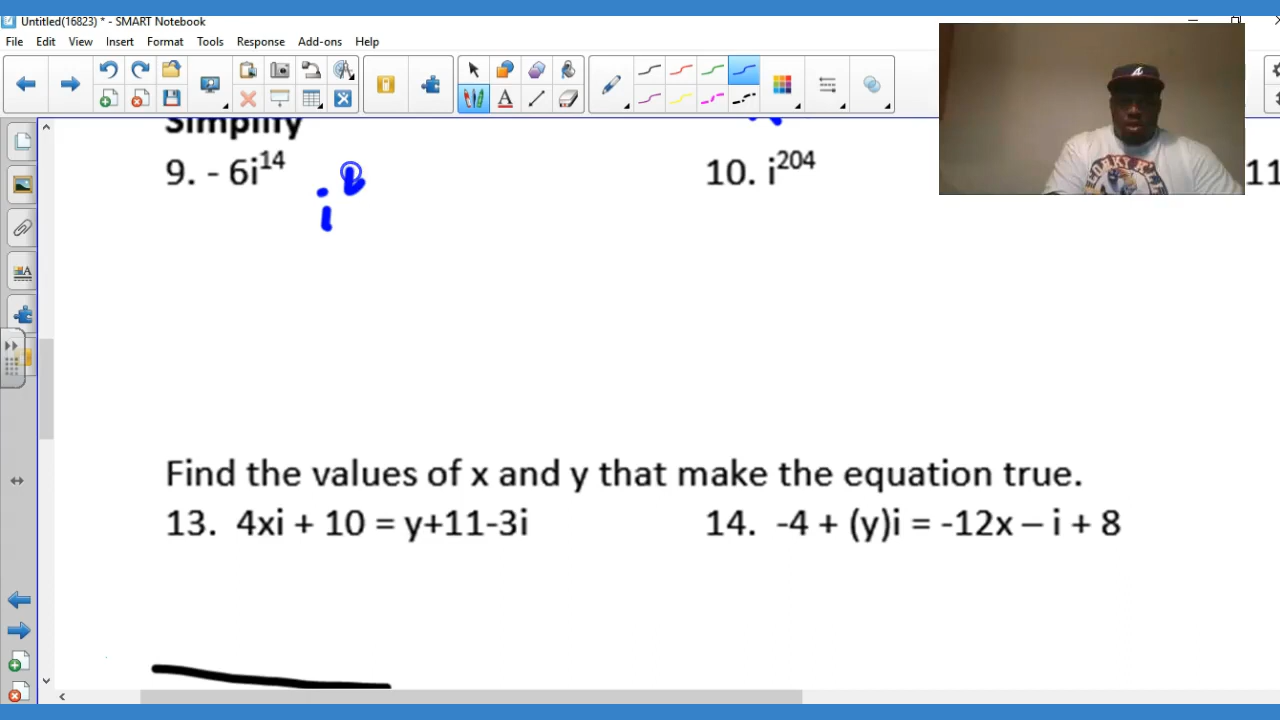 Untitled(16823) * - SMART Notebook
File Edit View Insert Format Tools Response Add-ons Help
Simplify
9. - 6i¹⁴
10. i²⁰⁴
11
i
Find the values of x and y that make the equation true.
13. 4xi + 10 = y+11-3i
14. -4 + (y)i = -12x – i + 8